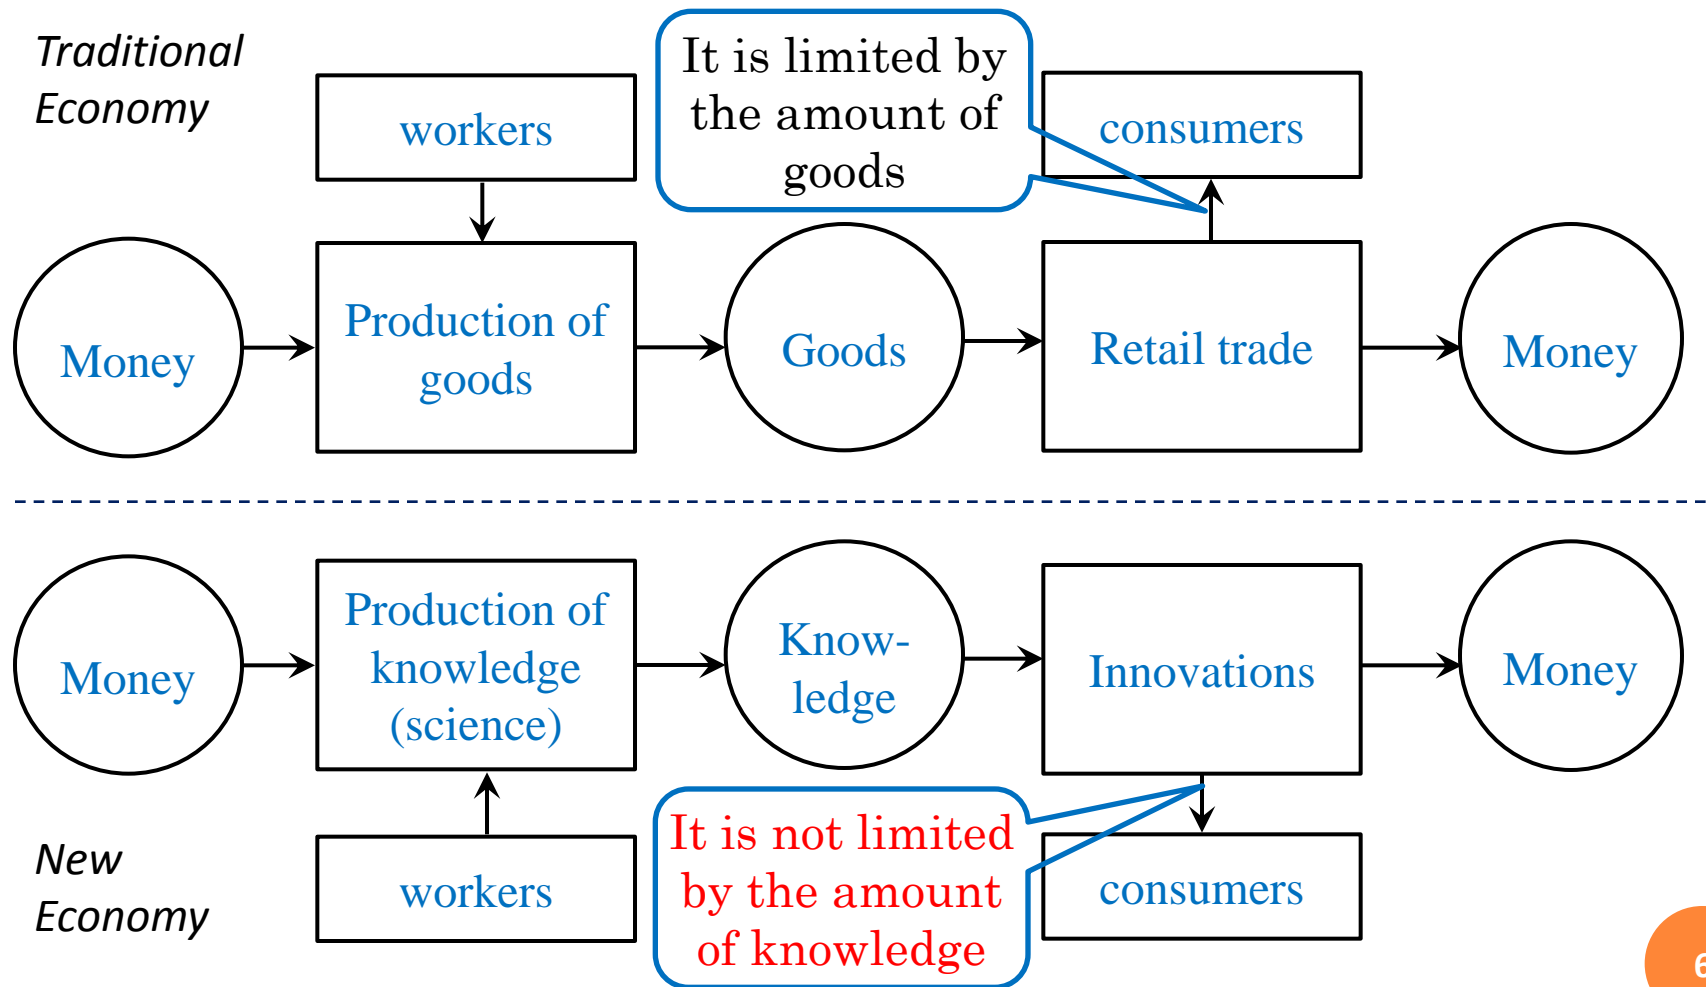 Traditional
Economy
workers
It is limited by
the amount of
goods
consumers
Money
Production of
goods
Goods
Retail trade
Money
Money
Production of
knowledge
(science)
Know-
ledge
Innovations
Money
New
Economy
workers
It is not limited
by the amount
of knowledge
consumers
6